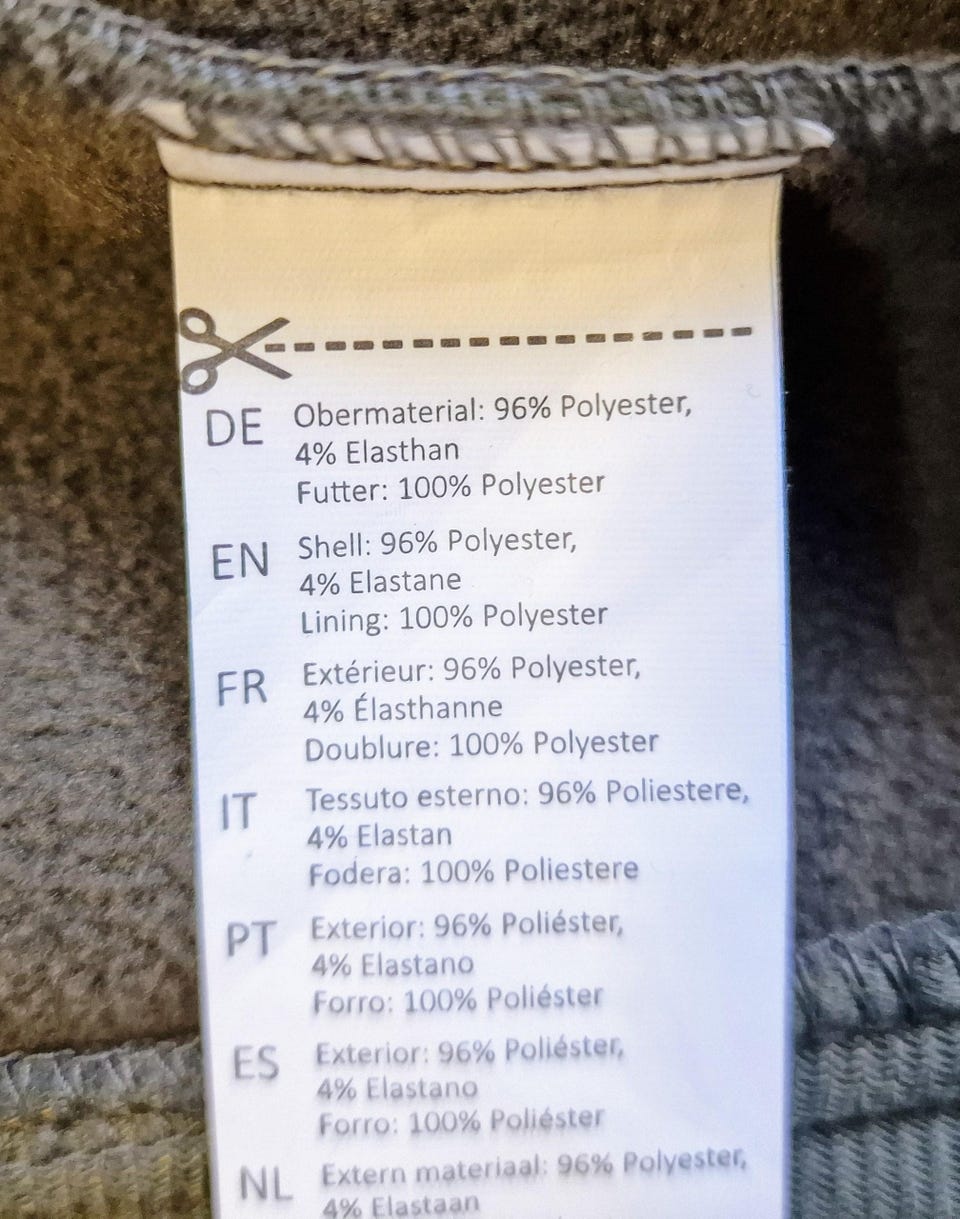 DE Obermaterial: 96% Polyester,
4% Elasthan
Futter: 100% Polyester
EN Shell: 96% Polyester,
4% Elastane
Lining: 100% Polyester
FR Extérieur: 96% Polyester,
4% Élasthanne
Doublure: 100% Polyester
IT Tessuto esterno: 96% Poliestere,
4% Elastan
Fodera: 100% Poliestere
PT Exterior: 96% Poliéster,
4% Elastano
Forro: 100% Poliéster
ES Exterior: 96% Poliéster,
4% Elastano
Forro: 100% Poliéster
NL Extern materiaal: 96% Polyester,
4% Elastaan